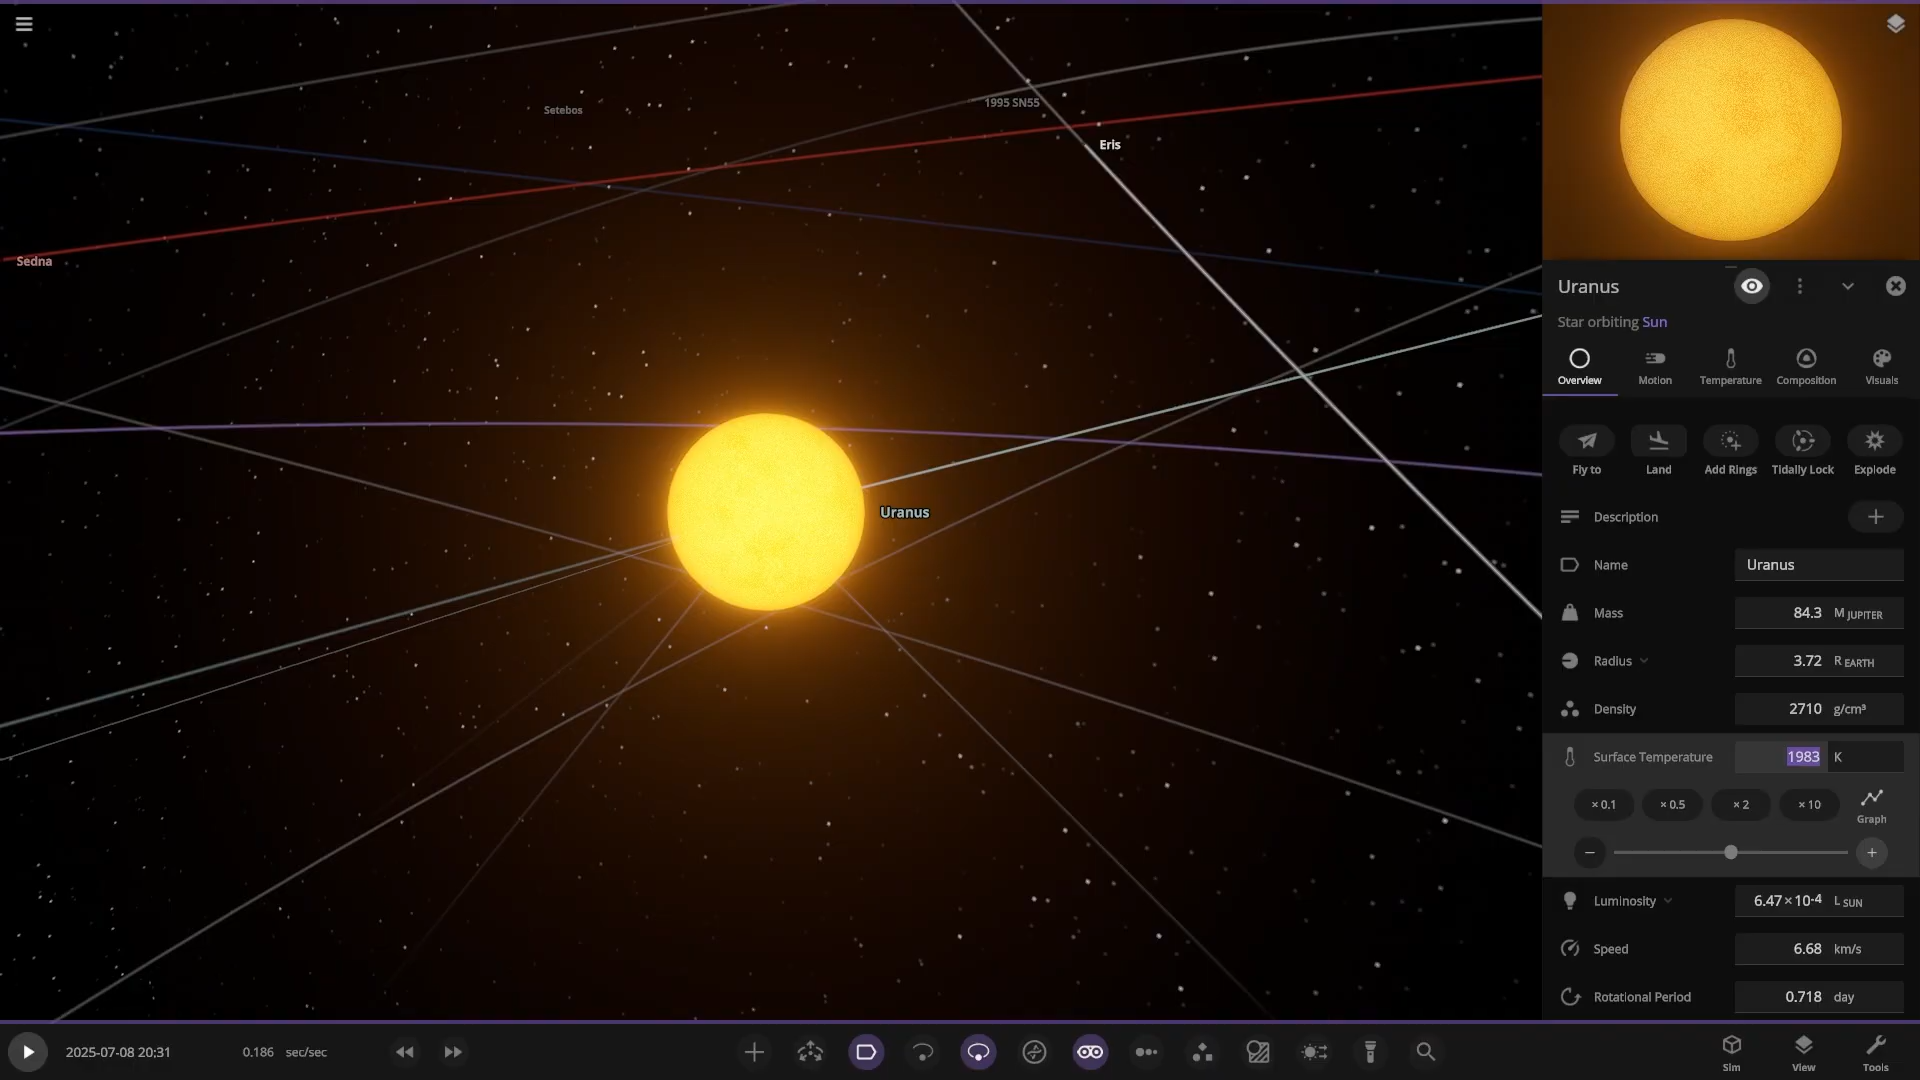 Setebos
1995 SN55
Eris
Sedna
Uranus
Uranus
Star orbiting Sun
Overview
Motion
Temperature
Composition
Visuals
Fly to
Land
Add Rings
Tidally Lock
Explode
Description
Name Uranus
Mass 84.3 M JUPITER
Radius 3.72 R EARTH
Density 2710 g/cm³
Surface Temperature 1983 K
× 0.1 × 0.5 × 2 × 10
Graph
Luminosity 6.47×10⁻⁴ L SUN
Speed 6.68 km/s
Rotational Period 0.718 day
2025-07-08 20:31 0.186 sec/sec
Sim View Tools